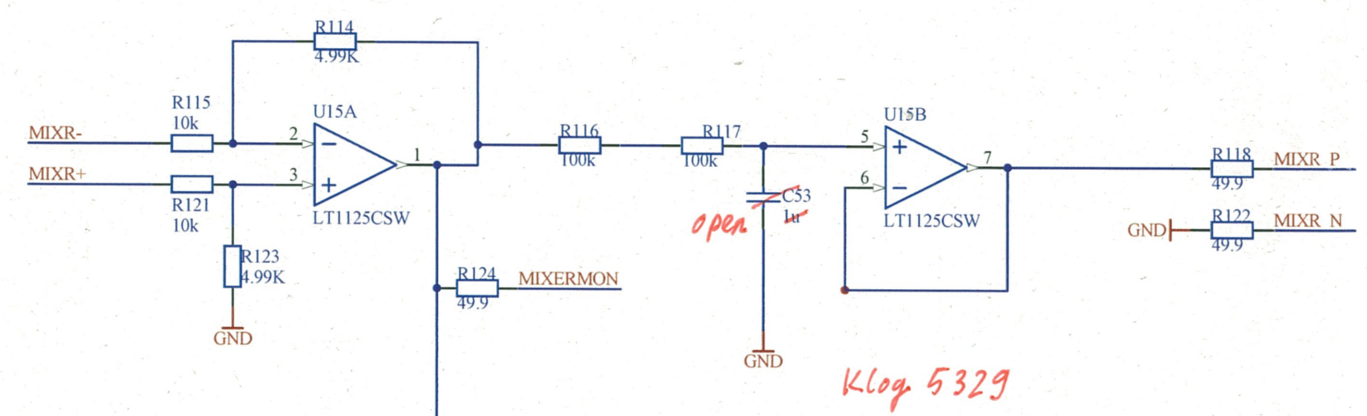 R114
4.99K
R115
10k
U15A
MIXR-
2
1
MIXR+
3
R121
10k
LT1125CSW
R123
4.99K
GND
R124
49.9
MIXERMON
R116
100k
R117
100k
C53
1u
open
GND
U15B
5
7
6
LT1125CSW
R118
49.9
MIXR P
GND
R122
49.9
MIXR N
Klog 5329